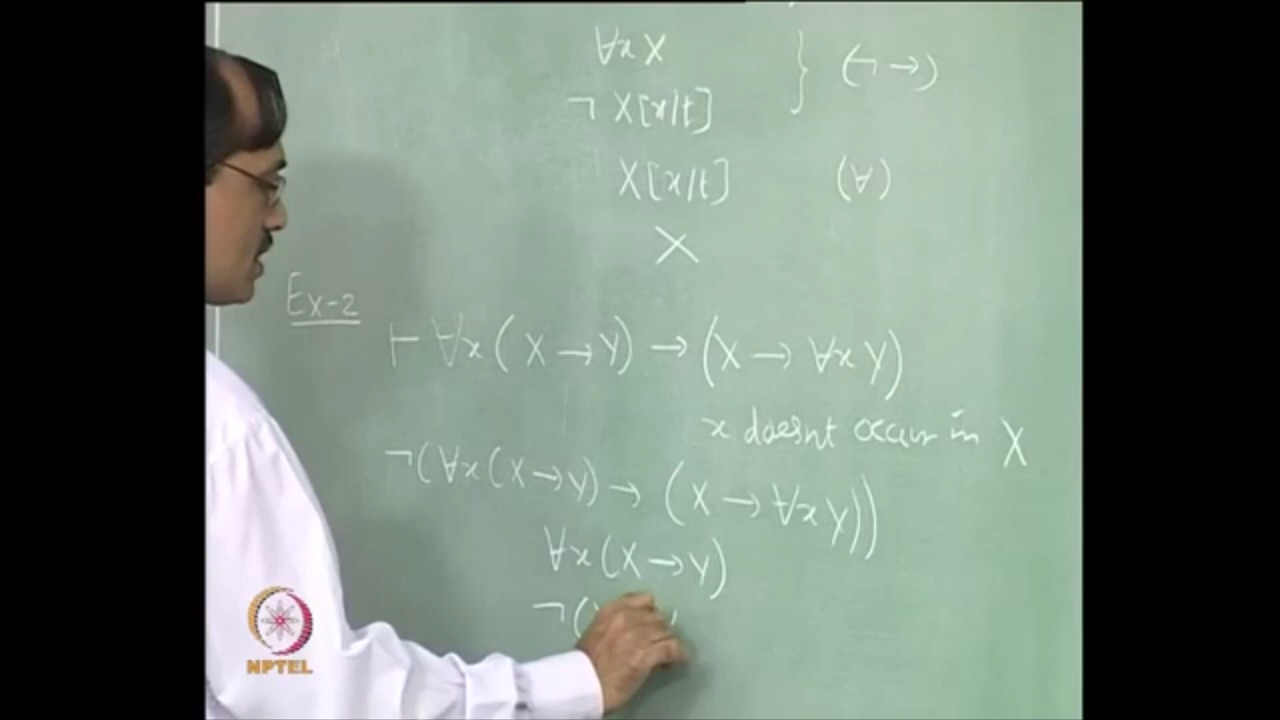 ∀x X
¬ X[x/t] } (¬→)
X[x/t] (∀)
X
Ex-2
⊢ ∀x(X→Y) → (X → ∀x Y)
x doesnt occur in X
¬(∀x(X→Y) → (X → ∀x Y))
∀x(X→Y)
¬(
NPTEL